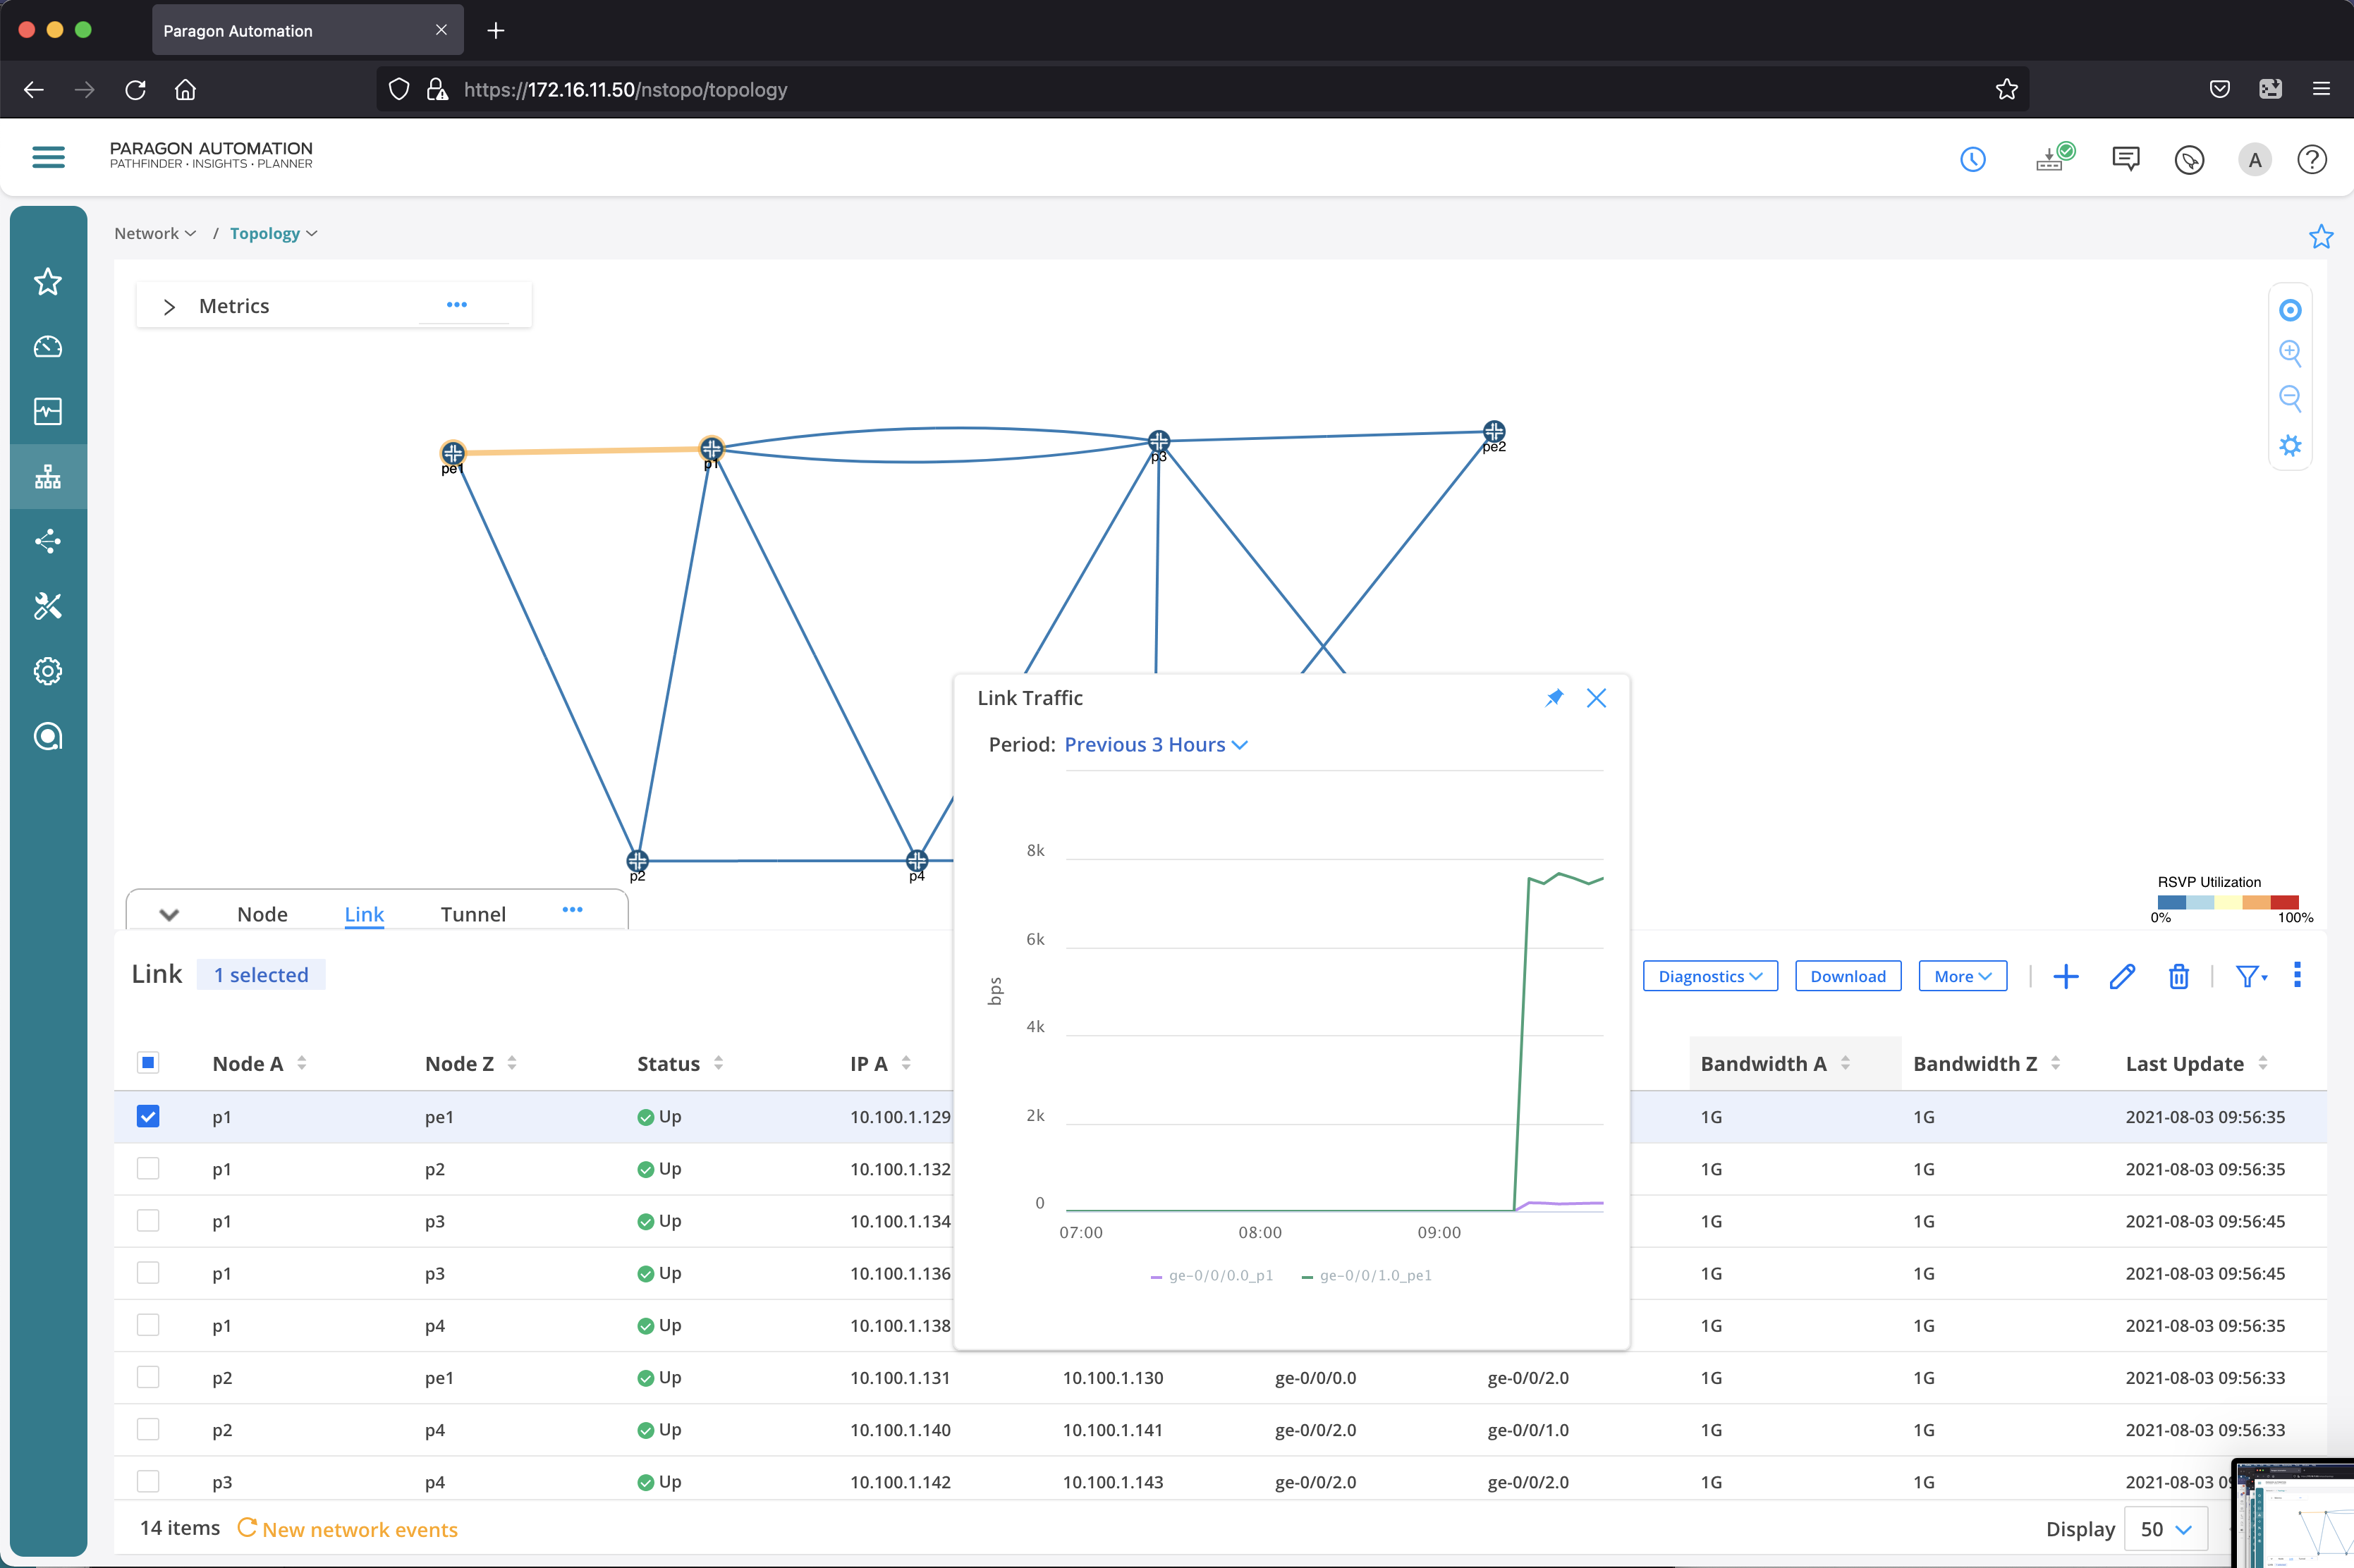 Paragon Automation
https://172.16.11.50/nstopo/topology
PARAGON AUTOMATION
PATHFINDER · INSIGHTS · PLANNER
A
Network / Topology
Metrics
pe1
p1
p3
pe2
p2
p4
Link Traffic
Period: Previous 3 Hours
8k
6k
4k
2k
0
bps
07:00 08:00 09:00
ge-0/0/0.0_p1 ge-0/0/1.0_pe1
RSVP Utilization
0% 100%
Node Link Tunnel
Link 1 selected
Diagnostics Download More
Node A Node Z Status IP A Bandwidth A Bandwidth Z Last Update
p1 pe1 Up 10.100.1.129 1G 1G 2021-08-03 09:56:35
p1 p2 Up 10.100.1.132 1G 1G 2021-08-03 09:56:35
p1 p3 Up 10.100.1.134 1G 1G 2021-08-03 09:56:45
p1 p3 Up 10.100.1.136 1G 1G 2021-08-03 09:56:45
p1 p4 Up 10.100.1.138 1G 1G 2021-08-03 09:56:35
p2 pe1 Up 10.100.1.131 10.100.1.130 ge-0/0/0.0 ge-0/0/2.0 1G 1G 2021-08-03 09:56:33
p2 p4 Up 10.100.1.140 10.100.1.141 ge-0/0/2.0 ge-0/0/1.0 1G 1G 2021-08-03 09:56:33
p3 p4 Up 10.100.1.142 10.100.1.143 ge-0/0/2.0 ge-0/0/2.0 1G 1G 2021-08-03
14 items New network events
Display 50